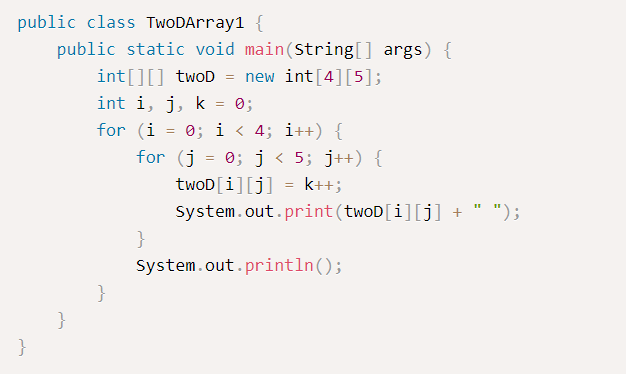 public class TwoDArray1 {
    public static void main(String[] args) {
        int[][] twoD = new int[4][5];
        int i, j, k = 0;
        for (i = 0; i < 4; i++) {
            for (j = 0; j < 5; j++) {
                twoD[i][j] = k++;
                System.out.print(twoD[i][j] + " ");
            }
            System.out.println();
        }
    }
}